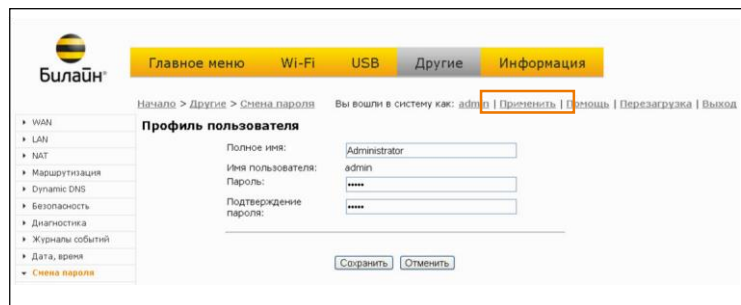 Билайн®
Главное меню Wi-Fi USB Другие Информация
Начало > Другие > Смена пароля Вы вошли в систему как: admin | Применить | Помощь | Перезагрузка | Выход
WAN
LAN
NAT
Маршрутизация
Dynamic DNS
Безопасность
Диагностика
Журналы событий
Дата, время
Смена пароля
Профиль пользователя
Полное имя: Administrator
Имя пользователя: admin
Пароль: •••••
Подтверждение
пароля: •••••
Сохранить Отменить